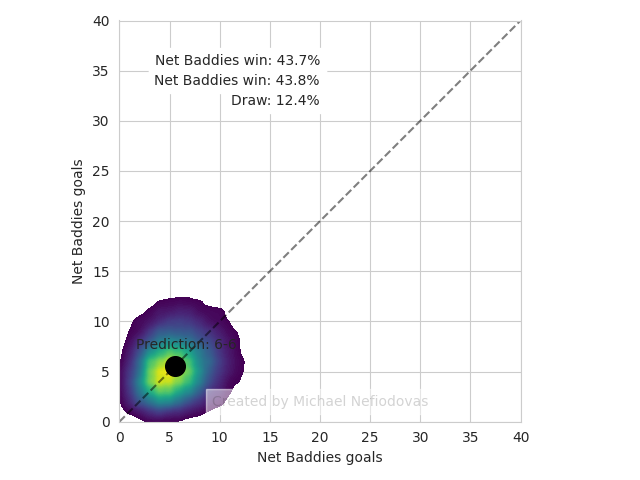 40
Net Baddies win: 43.7%
35
Net Baddies win: 43.8%
Draw: 12.4%
30
25
Net Baddies goals
20
15
10
Prediction: 6-6
5
Created by Michael Nefiodovas
0
0 5 10 15 20 25 30 35 40
Net Baddies goals